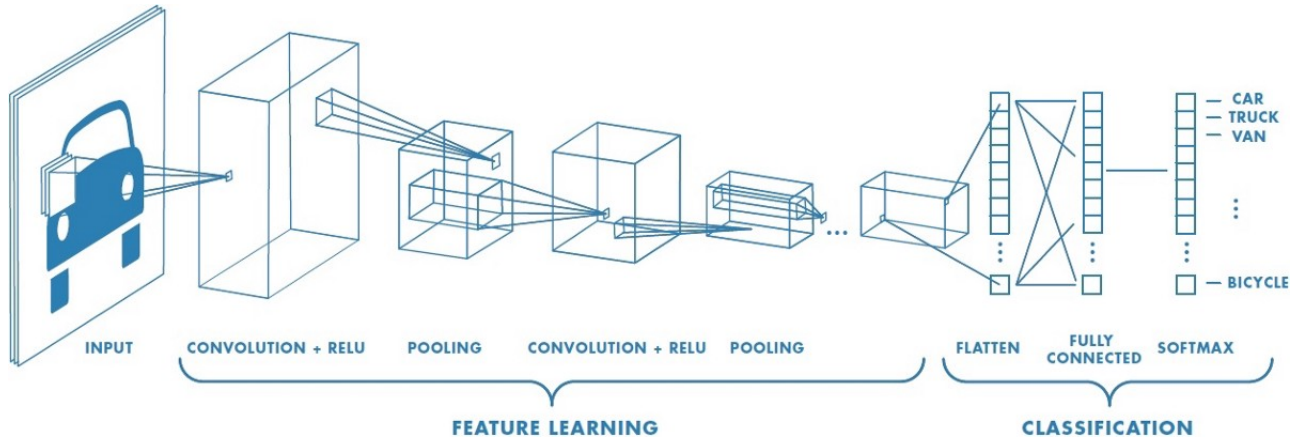 CAR
TRUCK
VAN
BICYCLE
INPUT
CONVOLUTION + RELU
POOLING
CONVOLUTION + RELU
POOLING
FLATTEN
FULLY
CONNECTED
SOFTMAX
FEATURE LEARNING
CLASSIFICATION